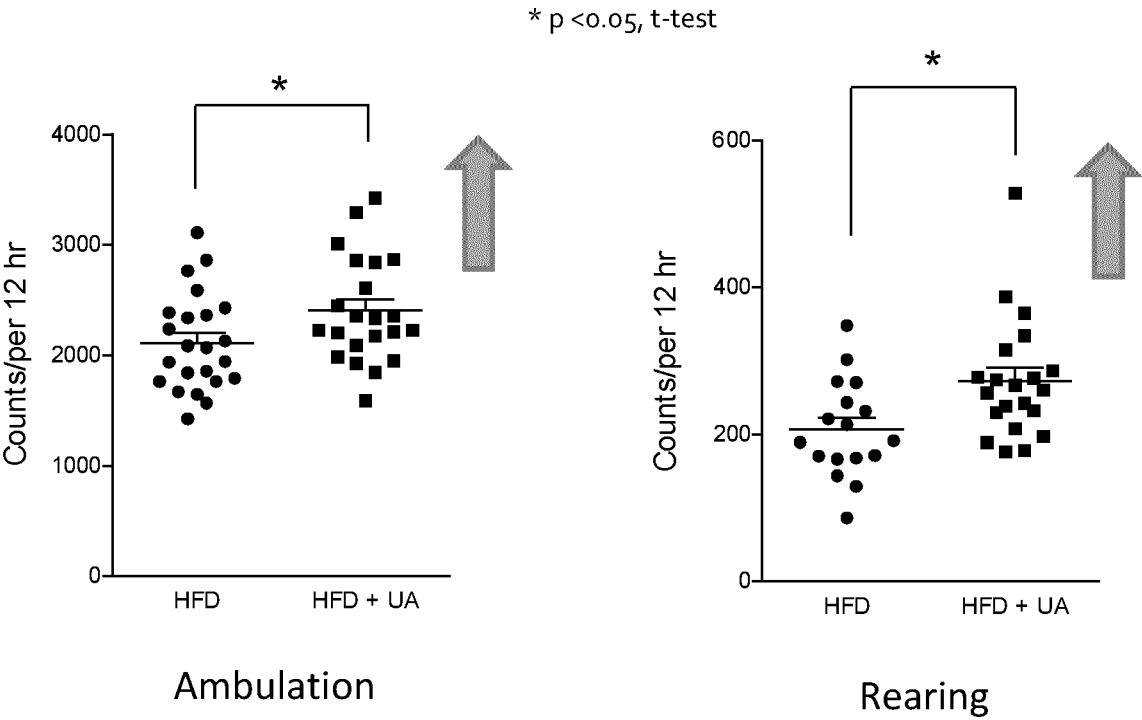 * p <0.05, t-test
*
4000
3000
2000
1000
0
Counts/per 12 hr
HFD
HFD + UA
Ambulation
*
600
400
200
0
Counts/per 12 hr
HFD
HFD + UA
Rearing